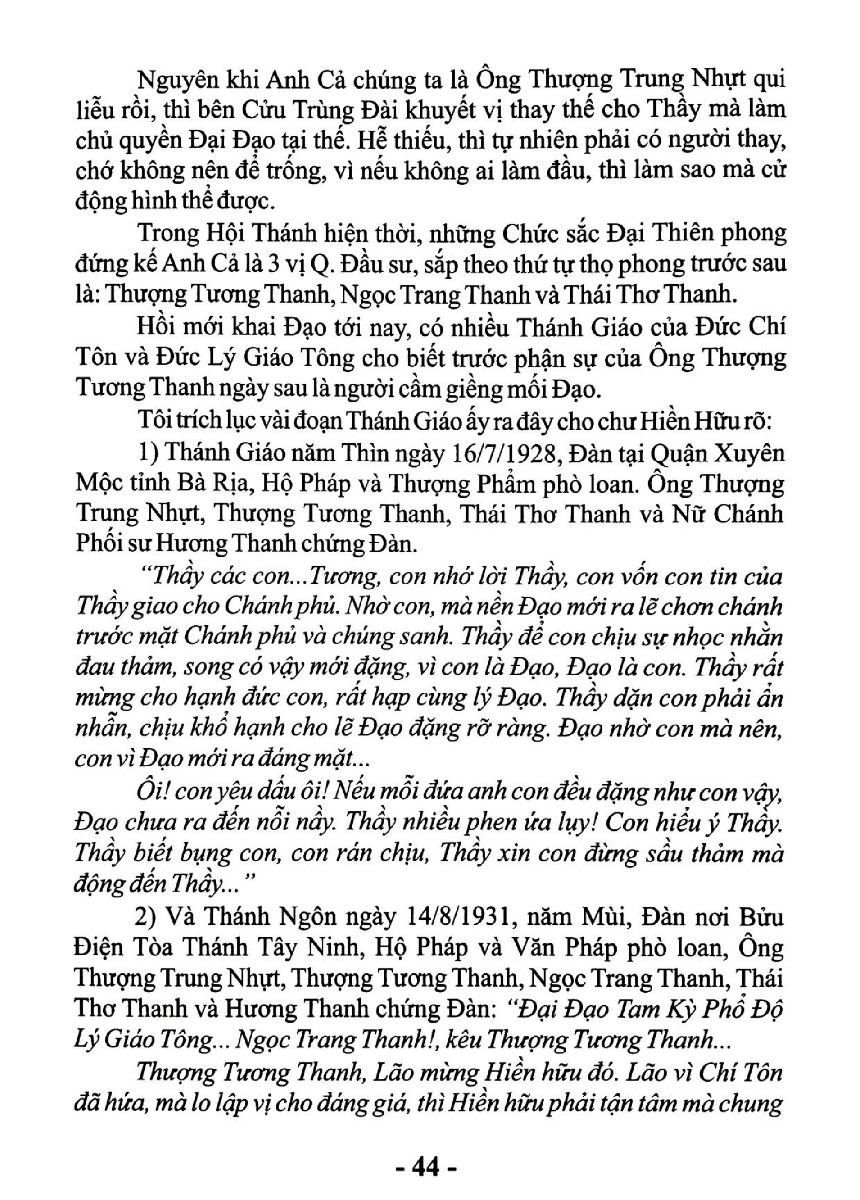 Nguyên khi Anh Cả chúng ta là Ông Thượng Trung Nhựt qui
liễu rồi, thì bên Cửu Trùng Đài khuyết vị thay thế cho Thầy mà làm
chủ quyền Đại Đạo tại thế. Hễ thiếu, thì tự nhiên phải có người thay,
chớ không nên để trống, vì nếu không ai làm đầu, thì làm sao mà cử
động hình thể được.
Trong Hội Thánh hiện thời, những Chức sắc Đại Thiên phong
đứng kế Anh Cả là 3 vị Q. Đầu sư, sắp theo thứ tự thọ phong trước sau
là: Thượng Tương Thanh, Ngọc Trang Thanh và Thái Thơ Thanh.
Hồi mới khai Đạo tới nay, có nhiều Thánh Giáo của Đức Chí
Tôn và Đức Lý Giáo Tông cho biết trước phận sự của Ông Thượng
Tương Thanh ngày sau là người cầm giềng mối Đạo.
Tôi trích lục vài đoạn Thánh Giáo ấy ra đây cho chư Hiền Hữu rõ:
1) Thánh Giáo năm Thìn ngày 16/7/1928, Đàn tại Quận Xuyên
Mộc tỉnh Bà Rịa, Hộ Pháp và Thượng Phẩm phò loan. Ông Thượng
Trung Nhựt, Thượng Tương Thanh, Thái Thơ Thanh và Nữ Chánh
Phối sư Hương Thanh chứng Đàn.
“Thầy các con...Tương, con nhớ lời Thầy, con vốn con tin của
Thầy giao cho Chánh phủ. Nhờ con, mà nền Đạo mới ra lẽ chơn chánh
trước mặt Chánh phủ và chúng sanh. Thầy để con chịu sự nhọc nhằn
đau thảm, song có vậy mới đặng, vì con là Đạo, Đạo là con. Thầy rất
mừng cho hạnh đức con, rất hạp cùng lý Đạo. Thầy dặn con phải ẩn
nhẫn, chịu khổ hạnh cho lẽ Đạo đặng rỡ ràng. Đạo nhờ con mà nên,
con vì Đạo mới ra đáng mặt...
Ôi! con yêu dấu ôi! Nếu mỗi đứa anh con đều đặng như con vậy,
Đạo chưa ra đến nỗi nầy. Thầy nhiều phen ứa lụy! Con hiểu ý Thầy.
Thầy biết bụng con, con rán chịu, Thầy xin con đừng sầu thảm mà
động đến Thầy...”
2) Và Thánh Ngôn ngày 14/8/1931, năm Mùi, Đàn nơi Bửu
Điện Tòa Thánh Tây Ninh, Hộ Pháp và Văn Pháp phò loan, Ông
Thượng Trung Nhựt, Thượng Tương Thanh, Ngọc Trang Thanh, Thái
Thơ Thanh và Hương Thanh chứng Đàn: “Đại Đạo Tam Kỳ Phổ Độ
Lý Giáo Tông... Ngọc Trang Thanh!, kêu Thượng Tương Thanh...
Thượng Tương Thanh, Lão mừng Hiền hữu đó. Lão vì Chí Tôn
đã hứa, mà lo lập vị cho đáng giá, thì Hiền hữu phải tận tâm mà chung
- 44 -